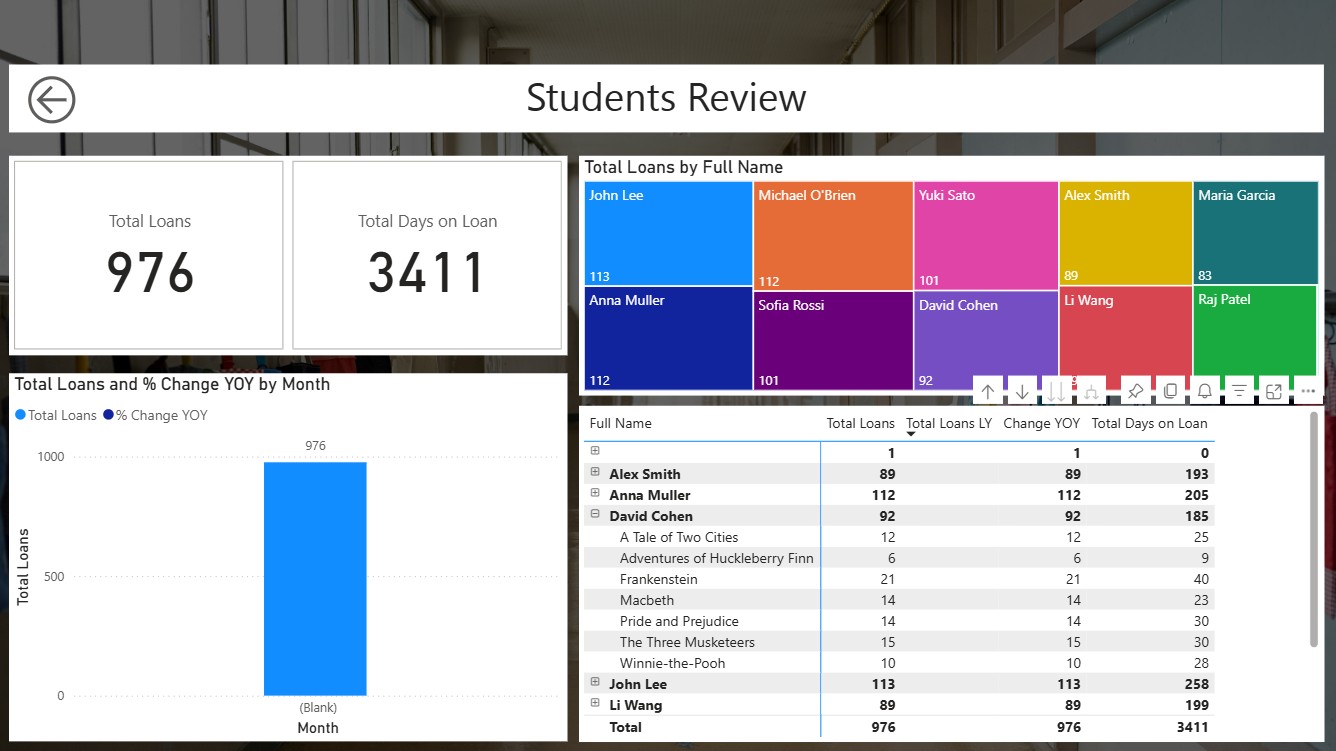 Students Review
Total Loans
976
Total Days on Loan
3411
Total Loans by Full Name
John Lee
113
Michael O'Brien
112
Yuki Sato
101
Alex Smith
89
Maria Garcia
83
Anna Muller
112
Sofia Rossi
101
David Cohen
92
Li Wang
Raj Patel
Total Loans and % Change YOY by Month
Total Loans % Change YOY
976
1000
500
0
Total Loans
(Blank)
Month
Full Name Total Loans Total Loans LY Change YOY Total Days on Loan
1 1 0
Alex Smith 89 89 193
Anna Muller 112 112 205
David Cohen 92 92 185
A Tale of Two Cities 12 12 25
Adventures of Huckleberry Finn 6 6 9
Frankenstein 21 21 40
Macbeth 14 14 23
Pride and Prejudice 14 14 30
The Three Musketeers 15 15 30
Winnie-the-Pooh 10 10 28
John Lee 113 113 258
Li Wang 89 89 199
Total 976 976 3411